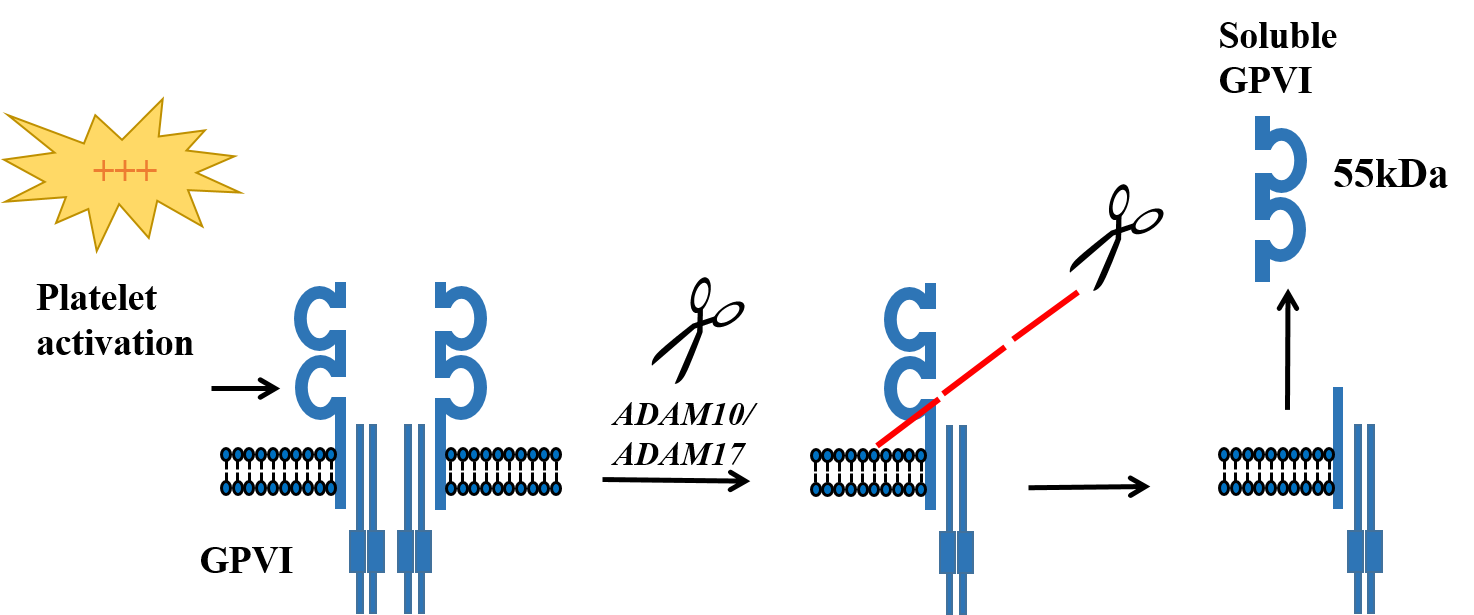 Soluble
GPVI
55kDa
+++
Platelet
activation
ADAM10/
ADAM17
GPVI